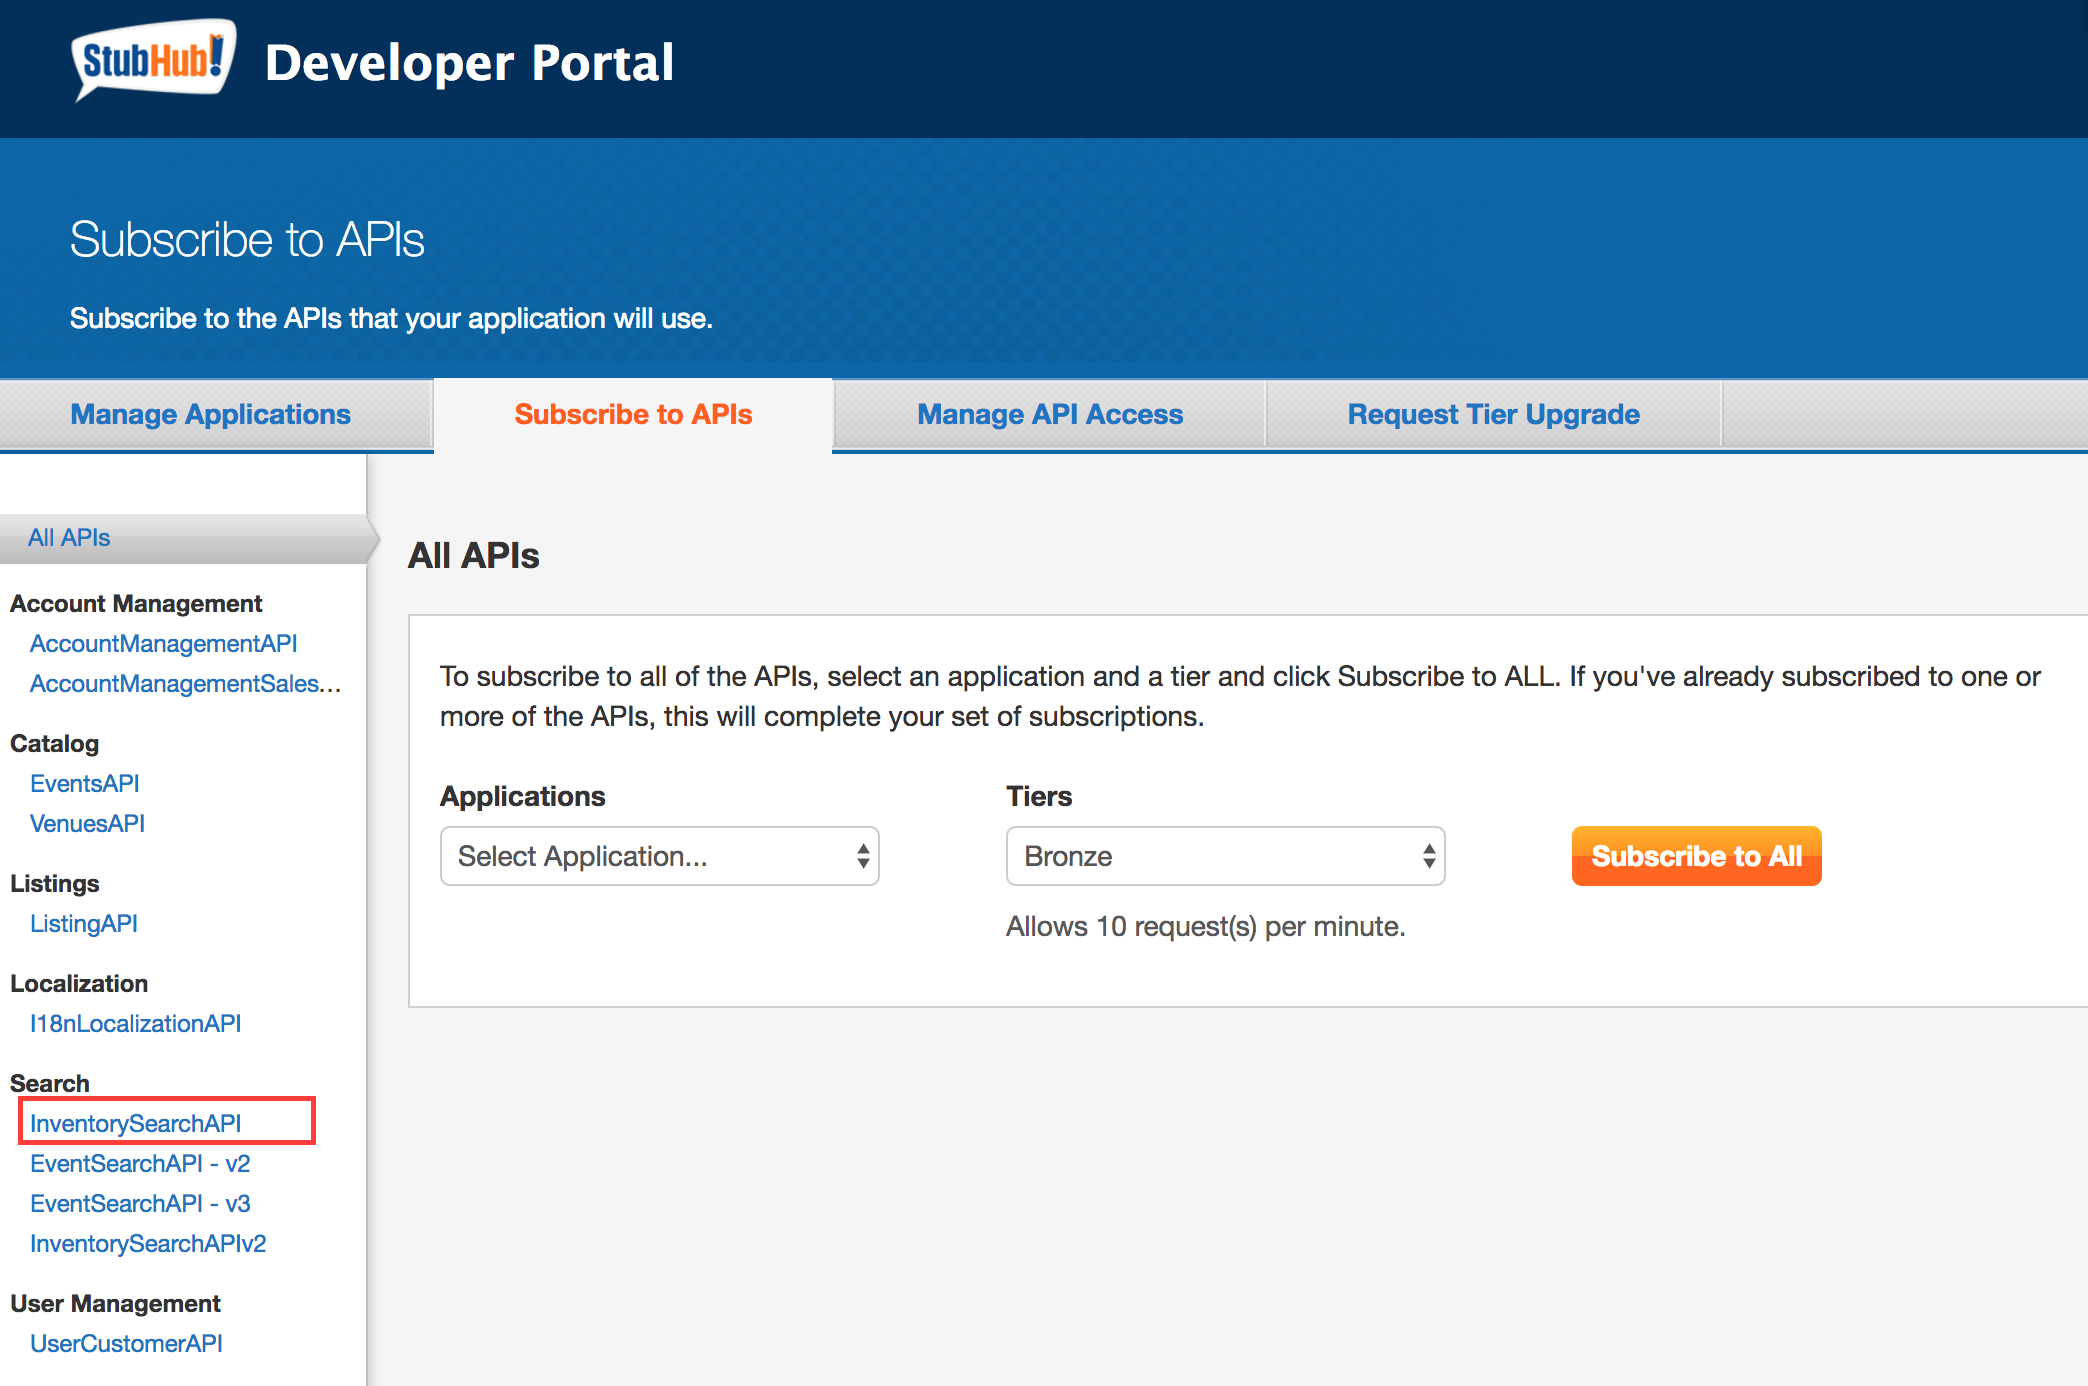 StubHub!
Developer Portal
Subscribe to APIs
Subscribe to the APIs that your application will use.
Manage Applications
Subscribe to APIs
Manage API Access
Request Tier Upgrade
All APIs
Account Management
AccountManagementAPI
AccountManagementSales...
Catalog
EventsAPI
VenuesAPI
Listings
ListingAPI
Localization
I18nLocalizationAPI
Search
InventorySearchAPI
EventSearchAPI - v2
EventSearchAPI - v3
InventorySearchAPIv2
User Management
UserCustomerAPI
All APIs
To subscribe to all of the APIs, select an application and a tier and click Subscribe to ALL. If you've already subscribed to one or
more of the APIs, this will complete your set of subscriptions.
Applications
Select Application...
Tiers
Bronze
Allows 10 request(s) per minute.
Subscribe to All